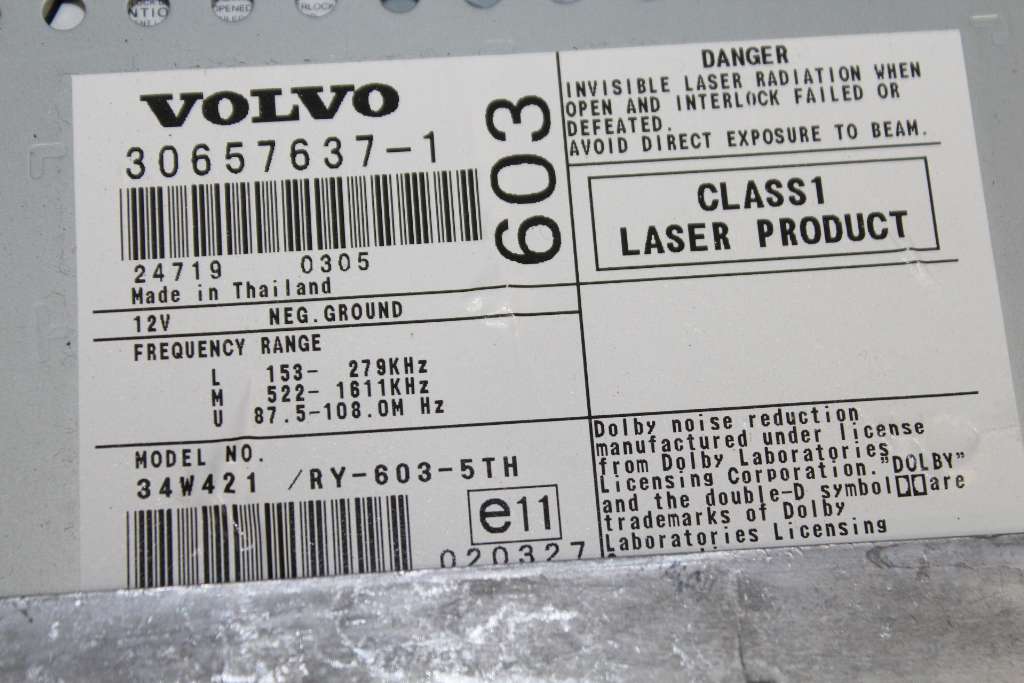 NTIO
OPENED
RLOCK
VOLVO
30657637-1
24719 0305
Made in Thailand
603
12V NEG.GROUND
FREQUENCY RANGE
L 153- 279KHz
M 522- 1611KHz
U 87.5-108.0M Hz
MODEL NO.
34W421 /RY-603-5TH
e11
020327
DANGER
INVISIBLE LASER RADIATION WHEN
OPEN AND INTERLOCK FAILED OR
DEFEATED.
AVOID DIRECT EXPOSURE TO BEAM.
CLASS1
LASER PRODUCT
Dolby noise reduction
manufactured under license
from Dolby Laboratories
Licensing Corporation."DOLBY"
and the double-D symbol are
trademarks of Dolby
Laboratories Licensing